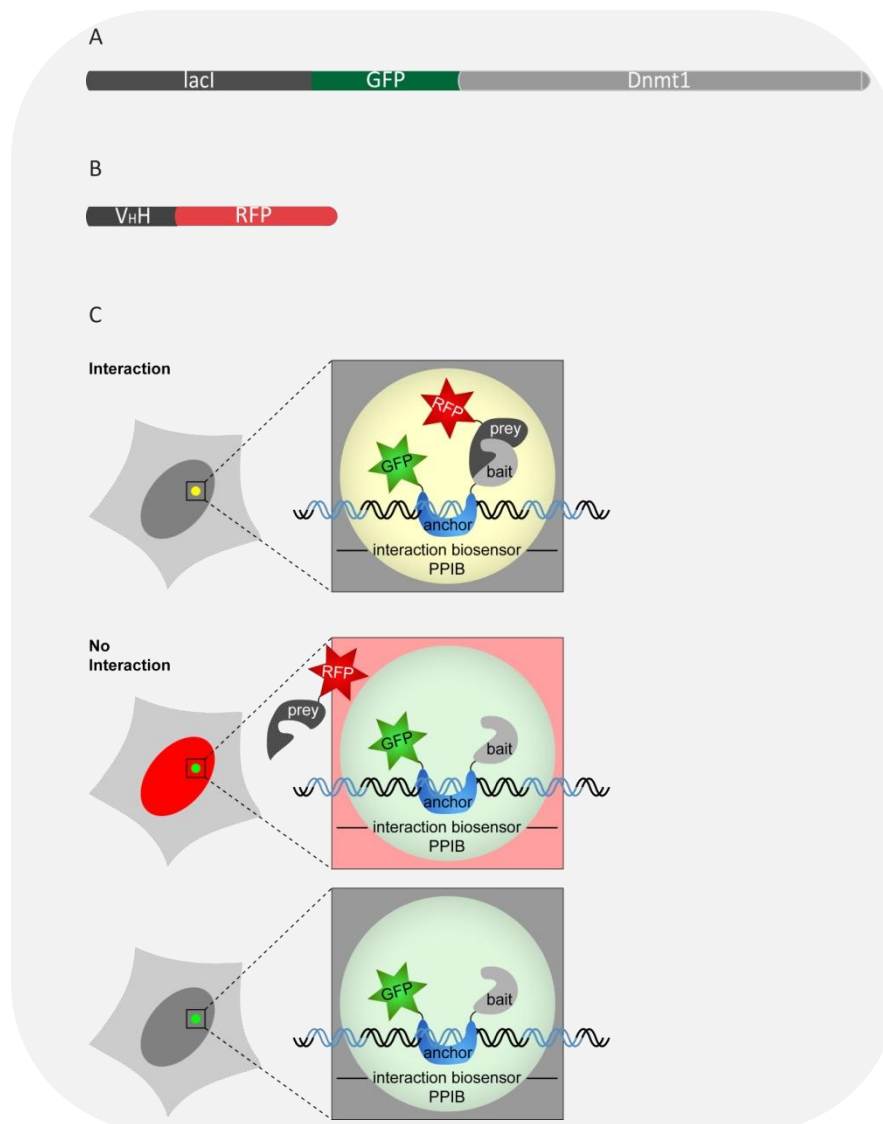 A
lacI GFP Dnmt1
B
VHH RFP
C
Interaction
RFP
prey
GFP
bait
anchor
interaction biosensor
PPIB
No
Interaction
RFP
prey
GFP
bait
anchor
interaction biosensor
PPIB
GFP
bait
anchor
interaction biosensor
PPIB